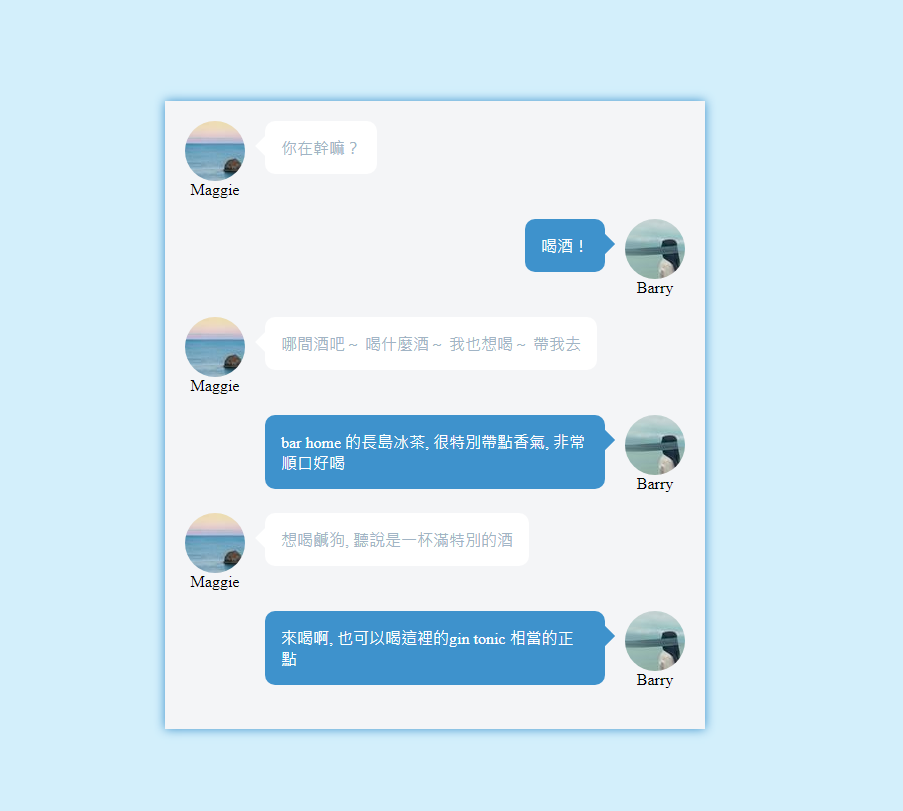 你在幹嘛？
Maggie
喝酒！
Barry
哪間酒吧～ 喝什麼酒～ 我也想喝～ 帶我去
Maggie
bar home 的長島冰茶, 很特別帶點香氣, 非常
順口好喝
Barry
想喝鹹狗, 聽說是一杯滿特別的酒
Maggie
來喝啊, 也可以喝這裡的gin tonic 相當的正
點
Barry